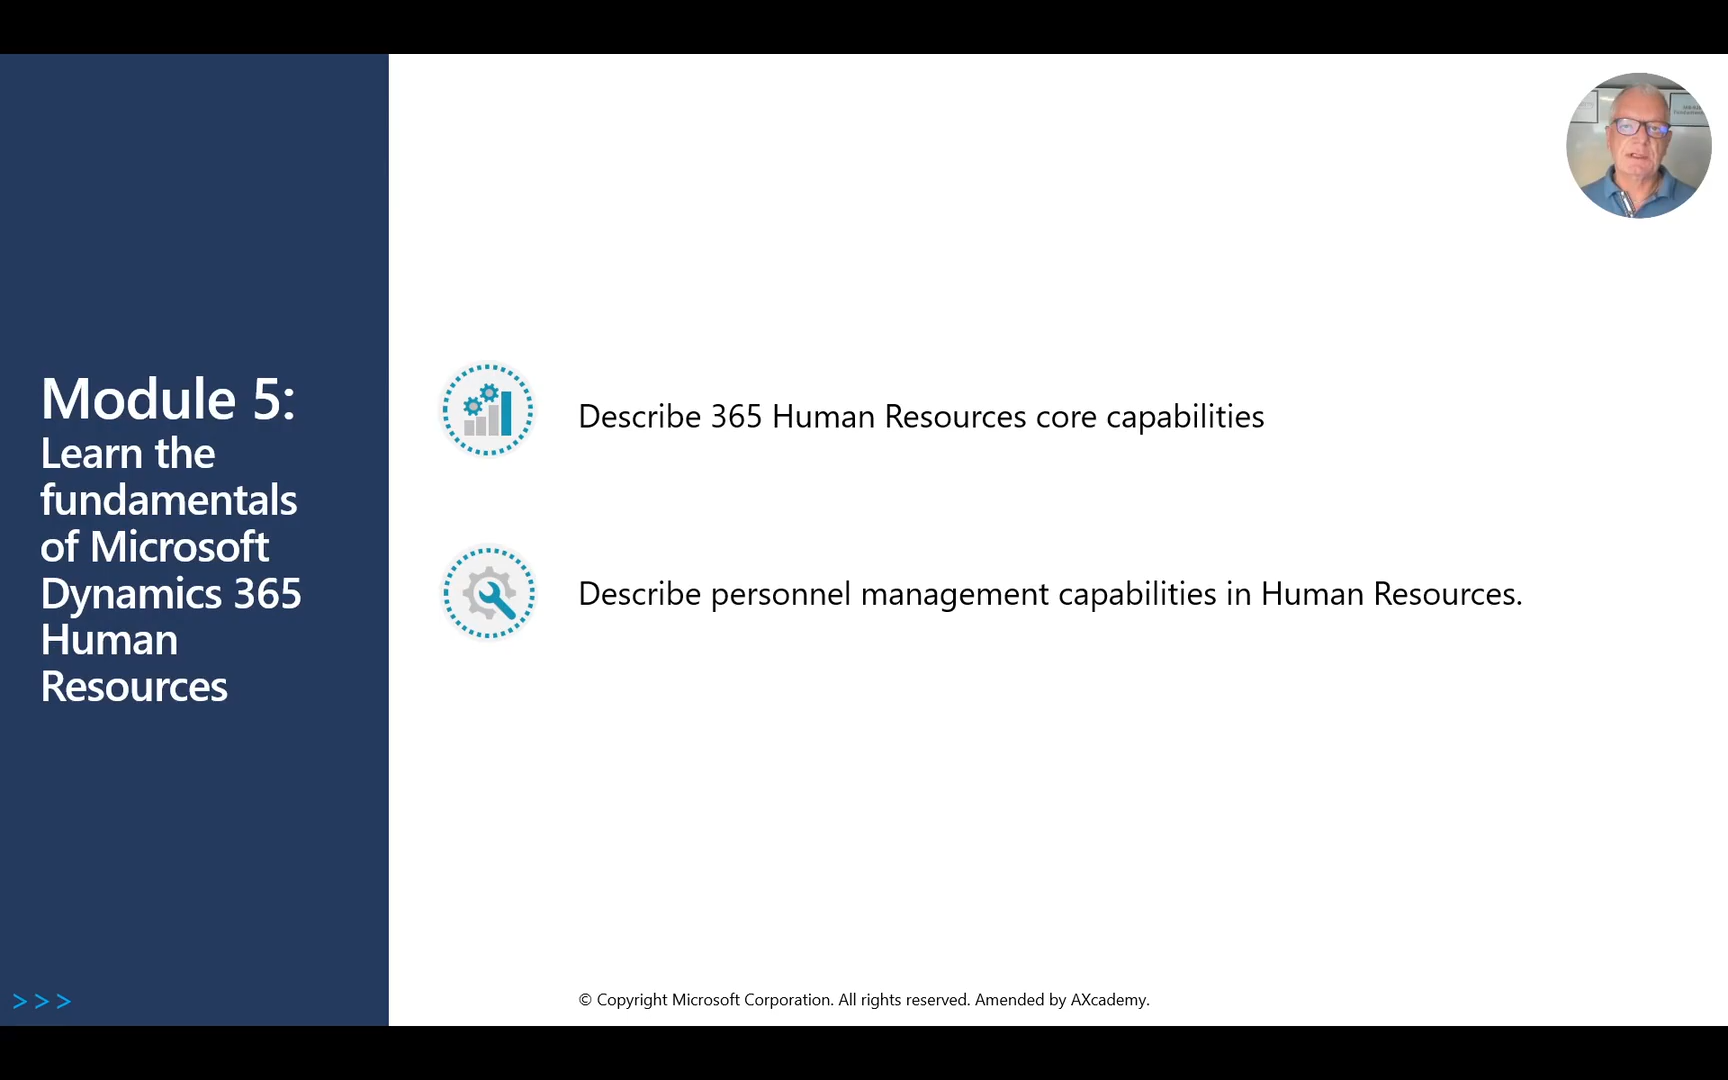 Module 5:
Learn the
fundamentals
of Microsoft
Dynamics 365
Human
Resources
>>>
Describe 365 Human Resources core capabilities
Describe personnel management capabilities in Human Resources.
© Copyright Microsoft Corporation. All rights reserved. Amended by AXcademy.